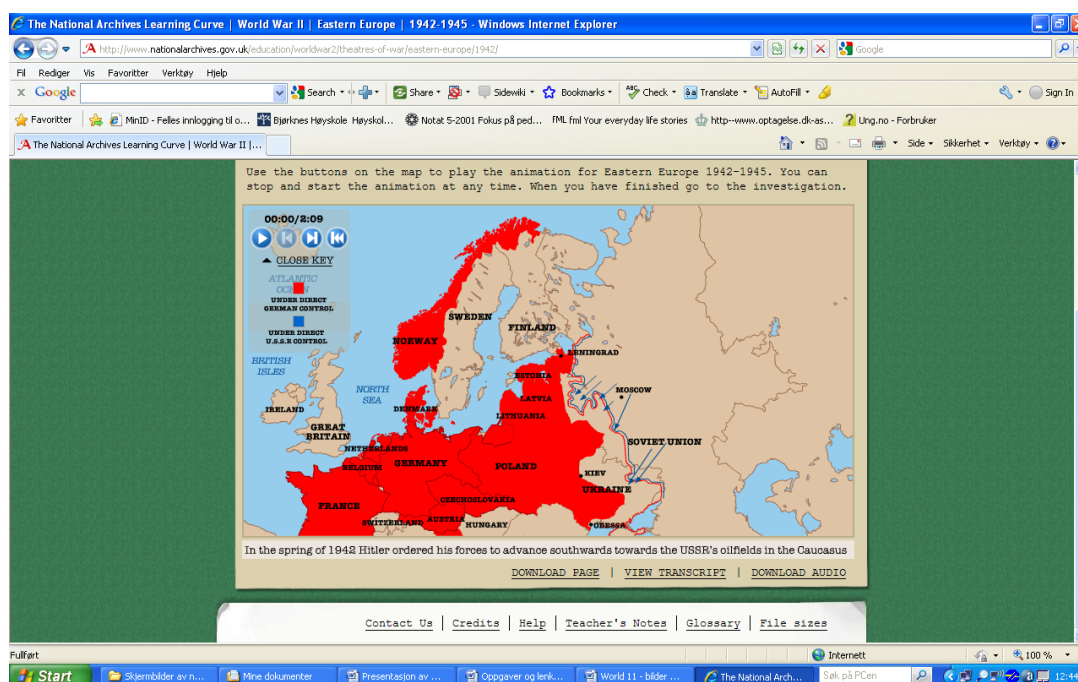 The National Archives Learning Curve | World War II | Eastern Europe | 1942-1945 - Windows Internet Explorer
http://www.nationalarchives.gov.uk/education/worldwar2/theatres-of-war/eastern-europe/1942/
Google
Fil Rediger Vis Favoritter Verktøy Hjelp
x Google Search Share Sidewiki Bookmarks Check Translate AutoFill Sign In
Favoritter MinID - Felles innlogging til o... Bjørknes Høyskole Høyskol... Notat 5-2001 Fokus på ped... FML fml Your everyday life stories http--www.optagelse.dk-as... Ung.no - Forbruker
The National Archives Learning Curve | World War II |... Side Sikkerhet Verktøy
Use the buttons on the map to play the animation for Eastern Europe 1942-1945. You can
stop and start the animation at any time. When you have finished go to the investigation.
00:00/2:09
CLOSE KEY
ATLANTIC
OCEAN
UNDER DIRECT
GERMAN CONTROL
UNDER DIRECT
U.S.S.R CONTROL
SWEDEN
FINLAND
NORWAY
LENINGRAD
BRITISH
ISLES
ESTONIA
NORTH
SEA
MOSCOW
LATVIA
IRELAND
DENMARK
LITHUANIA
GREAT
BRITAIN
SOVIET UNION
NETHERLANDS
BELGIUM
GERMANY
POLAND
KIEV
UKRAINE
CZECHOSLOVAKIA
FRANCE
SWITZERLAND
AUSTRIA
HUNGARY
ODESSA
In the spring of 1942 Hitler ordered his forces to advance southwards towards the USSR's oilfields in the Caucasus
DOWNLOAD PAGE | VIEW TRANSCRIPT | DOWNLOAD AUDIO
Contact Us | Credits | Help | Teacher's Notes | Glossary | File sizes
Fullført Internett 100 %
Start Skjermbilder av n... Mine dokumenter Presentasjon av ... Oppgaver og lenk... World 11 - bilder ... The National Arch... Søk på PCen 12:44